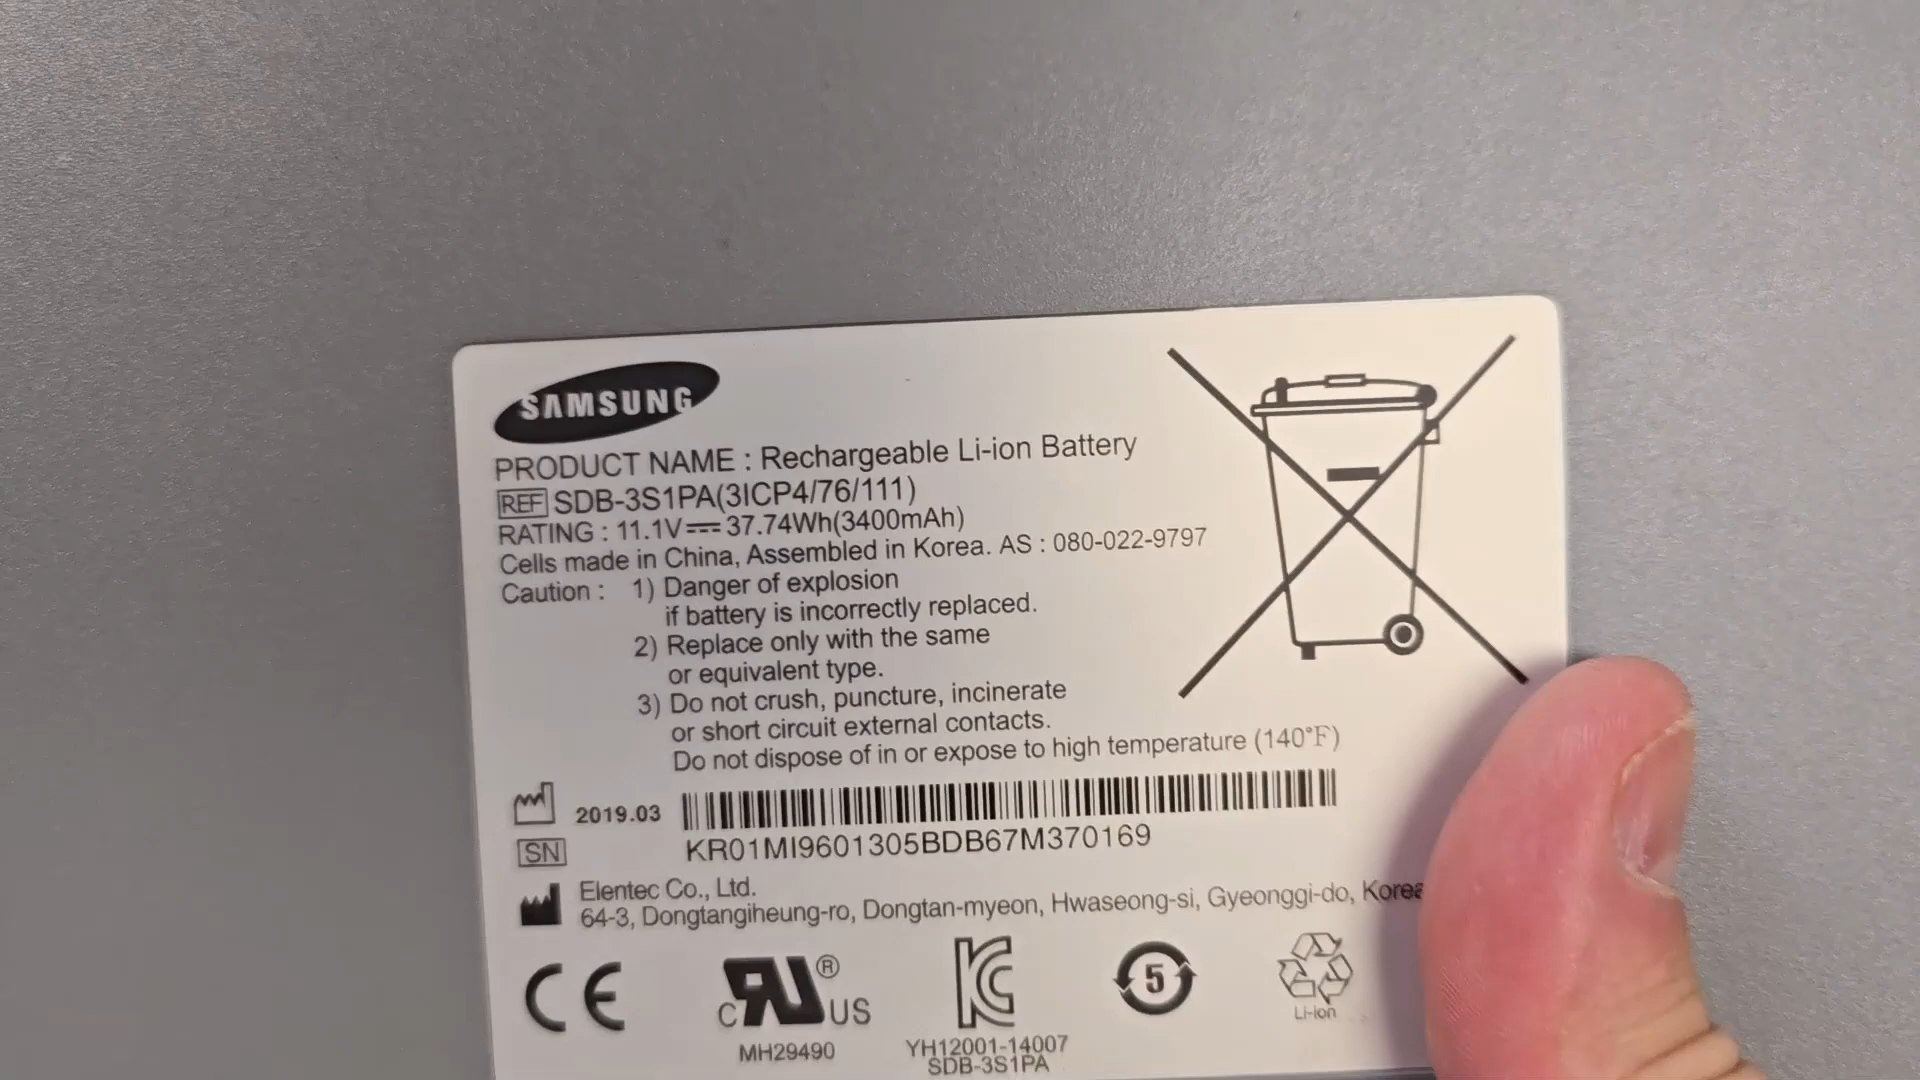 SAMSUNG
PRODUCT NAME : Rechargeable Li-ion Battery
REF SDB-3S1PA(3ICP4/76/111)
RATING : 11.1V⎓37.74Wh(3400mAh)
Cells made in China, Assembled in Korea. AS : 080-022-9797
Caution : 1) Danger of explosion
if battery is incorrectly replaced.
2) Replace only with the same
or equivalent type.
3) Do not crush, puncture, incinerate
or short circuit external contacts.
Do not dispose of in or expose to high temperature (140°F)
2019.03
SN KR01MI9601305BDB67M370169
Elentec Co., Ltd.
64-3, Dongtangiheung-ro, Dongtan-myeon, Hwaseong-si, Gyeonggi-do, Korea
CE
c RU ® US
MH29490
KC
YH12001-14007
SDB-3S1PA
5
Li-ion